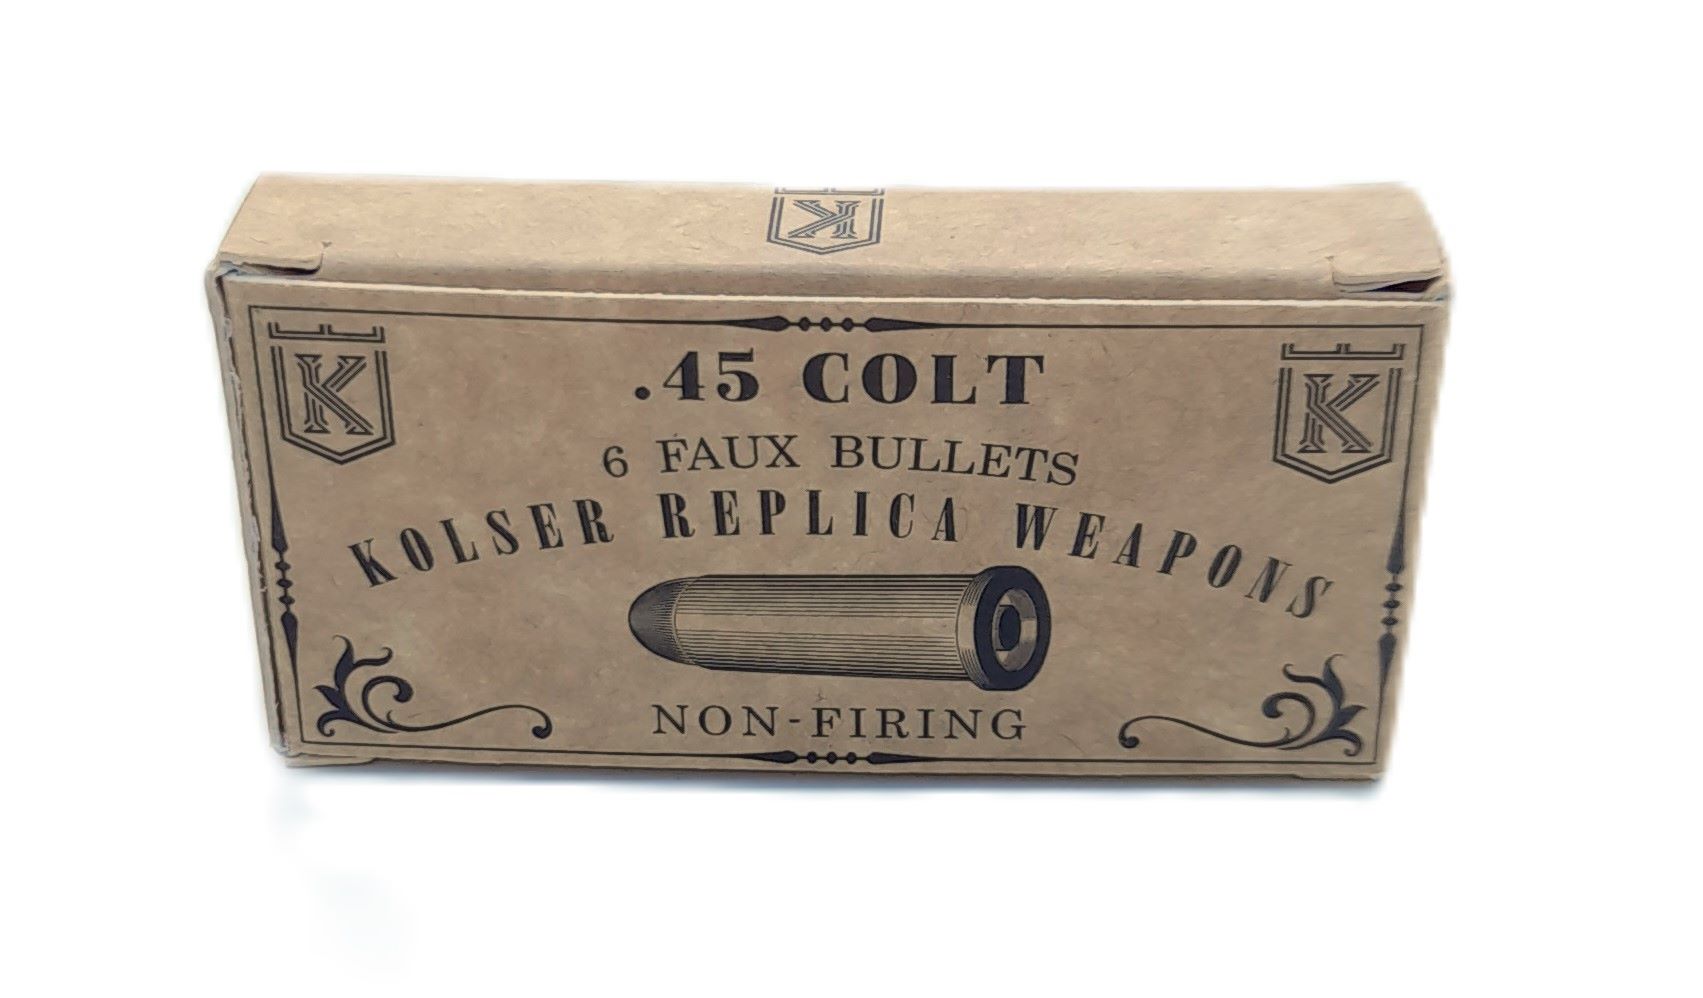 K
K
K
.45 COLT
6 FAUX BULLETS
KOLSER REPLICA WEAPONS
NON-FIRING